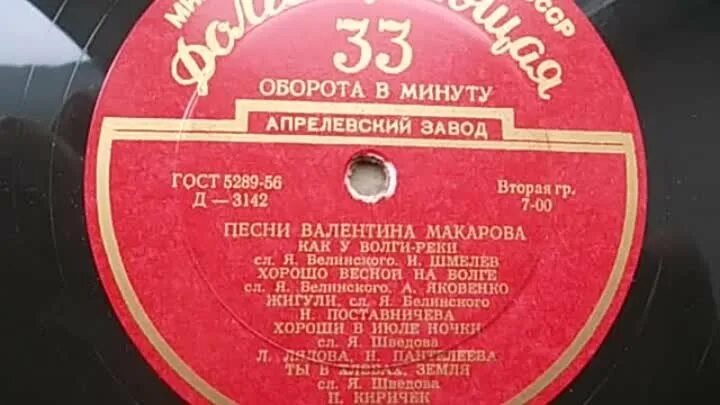 33
ОБОРОТА В МИНУТУ
АПРЕЛЕВСКИЙ ЗАВОД
ГОСТ 5289-56
Д — 3142
Вторая гр.
7-00
ПЕСНИ ВАЛЕНТИНА МАКАРОВА
КАК У ВОЛГИ-РЕКИ
сл. Я. Белинского. И. ШМЕЛЕВ
ХОРОШО ВЕСНОЙ НА ВОЛГЕ
сл. Я. Белинского. А. ЯКОВЕНКО
ЖИГУЛИ, сл. Я. Белинского
Н. ПОСТАВНИЧЕВА
ХОРОШИ В ИЮЛЕ НОЧКИ
сл. Я. Шведова
Л. ЛЯДОВА, Н. ПАНТЕЛЕЕВА
ТЫ В ХЛЕБАХ, ЗЕМЛЯ
сл. Я. Шведова
П. КИРИЧЕК